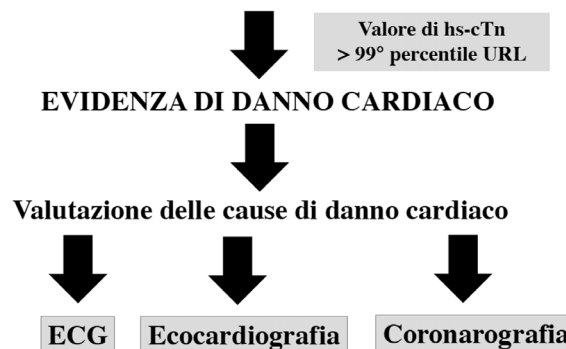 Valore di hs-cTn
> 99° percentile URL
EVIDENZA DI DANNO CARDIACO
Valutazione delle cause di danno cardiaco
ECG
Ecocardiografia
Coronarografia